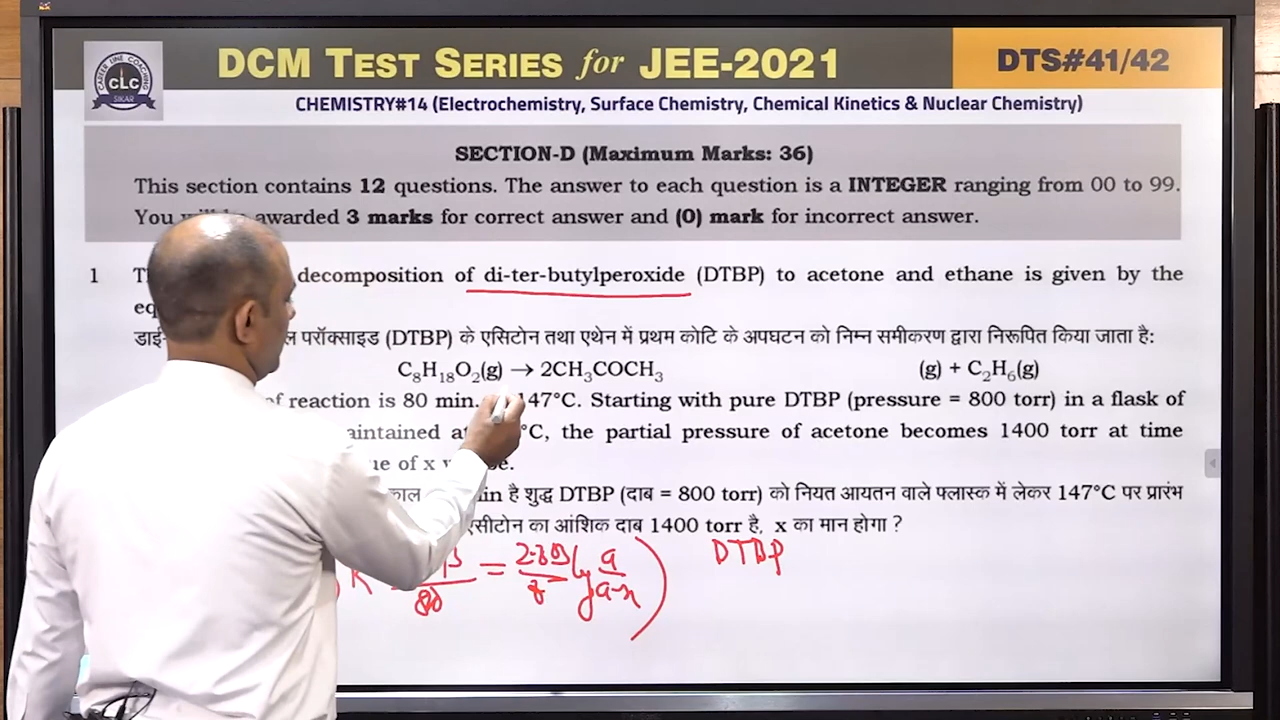 DCM TEST SERIES for JEE-2021
DTS#41/42
CLC
SIKAR
CHEMISTRY#14 (Electrochemistry, Surface Chemistry, Chemical Kinetics & Nuclear Chemistry)
SECTION-D (Maximum Marks: 36)
This section contains 12 questions. The answer to each question is a INTEGER ranging from 00 to 99.
You awarded 3 marks for correct answer and (0) mark for incorrect answer.
1 decomposition of di-ter-butylperoxide (DTBP) to acetone and ethane is given by the
डाई- परॉक्साइड (DTBP) के एसिटोन तथा एथेन में प्रथम कोटि के अपघटन को निम्न समीकरण द्वारा निरूपित किया जाता है:
C₈H₁₈O₂(g) → 2CH₃COCH₃ (g) + C₂H₆(g)
of reaction is 80 min. 147°C. Starting with pure DTBP (pressure = 800 torr) in a flask of
°C, the partial pressure of acetone becomes 1400 torr at time
of x
है शुद्ध DTBP (दाब = 800 torr) को नियत आयतन वाले फ्लास्क में लेकर 147°C पर प्रारंभ
का आंशिक दाब 1400 torr है, x का मान होगा ?
K = 80 = 2.303 a a-x ) DTBP